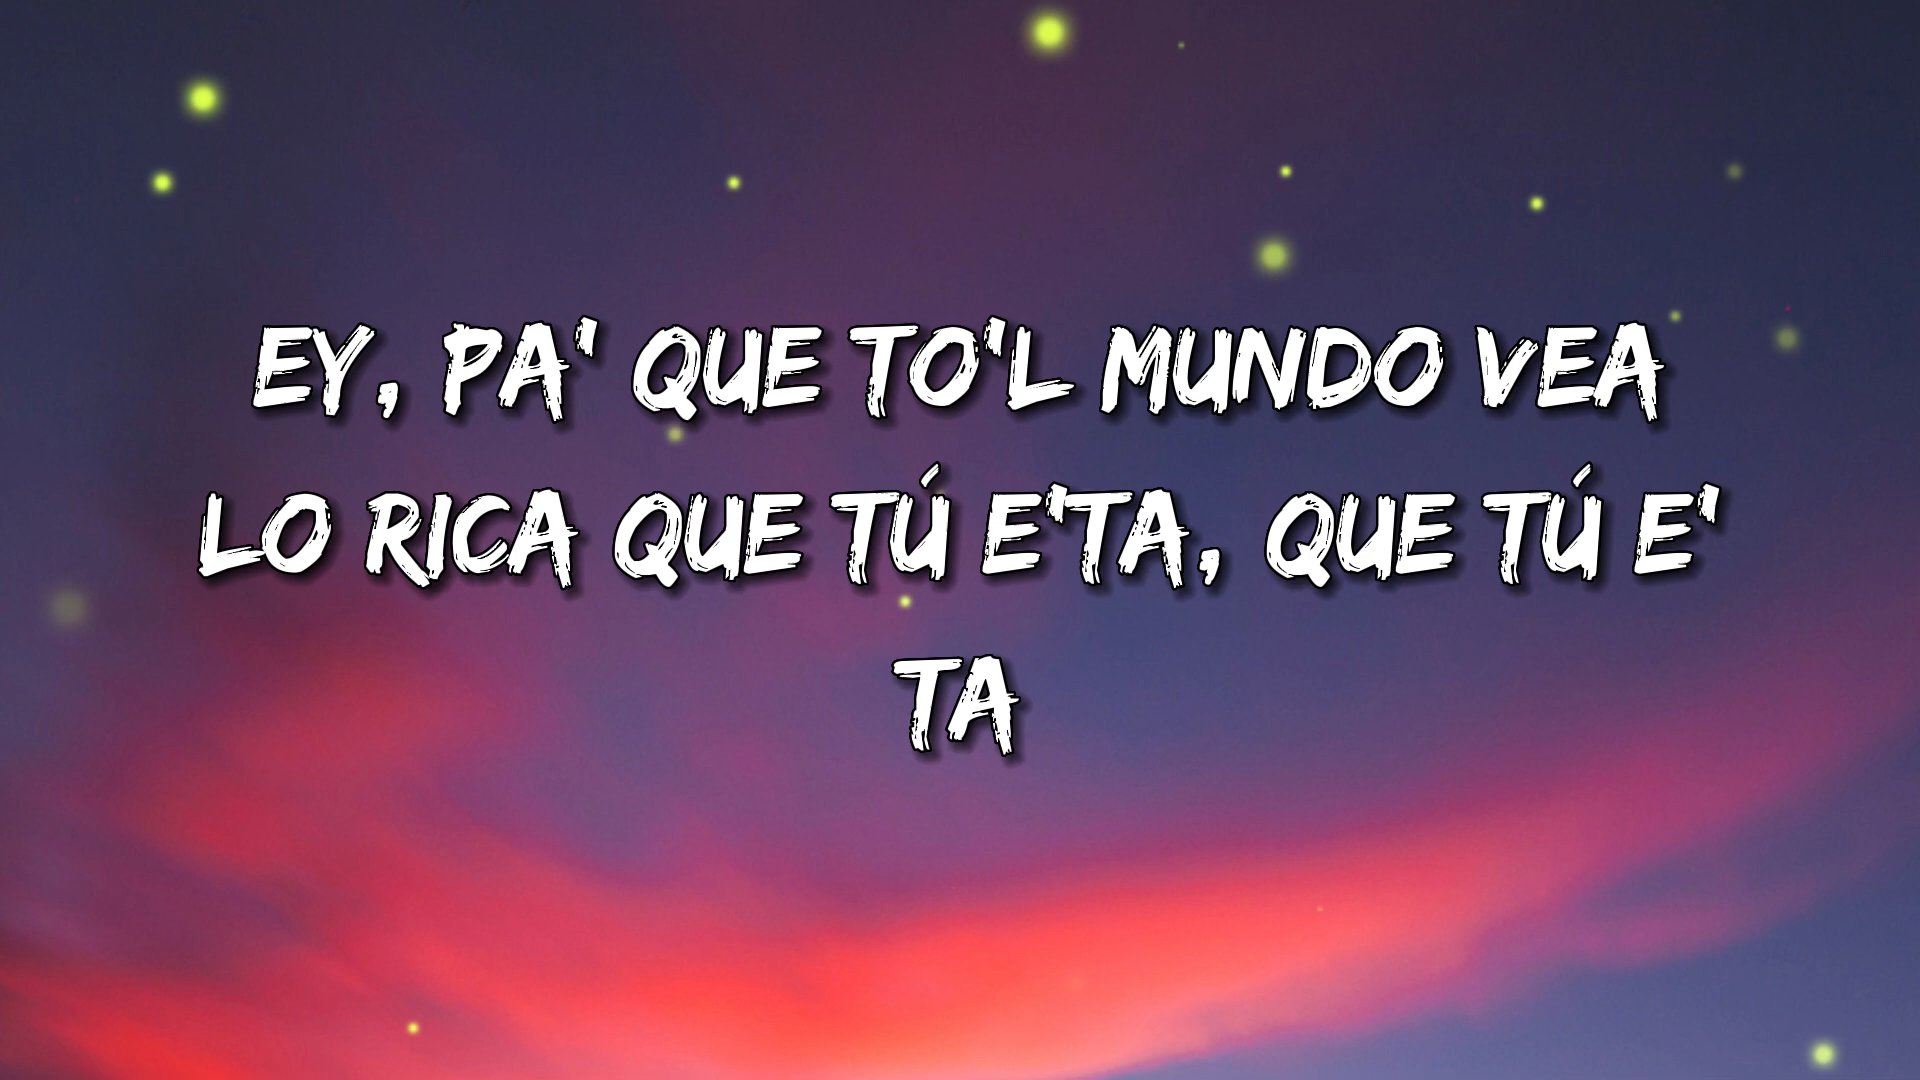 EY, PA' QUE TO'L MUNDO VEA
LO RICA QUE TÚ E'TA, QUE TÚ E'
TA